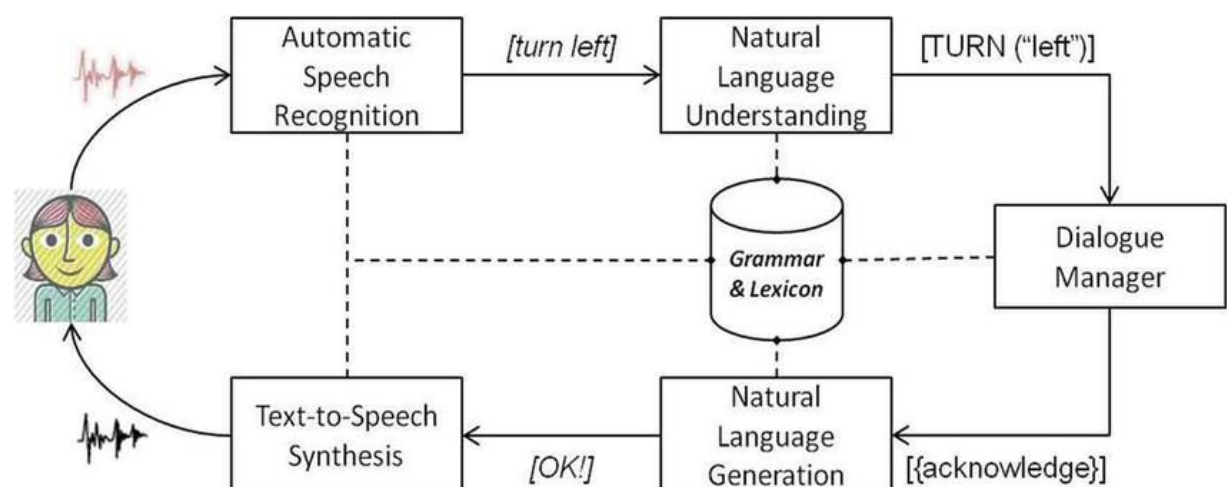 Automatic
Speech
Recognition
[turn left]
Natural
Language
Understanding
[TURN (“left”)]
Grammar
& Lexicon
Dialogue
Manager
Text-to-Speech
Synthesis
[OK!]
Natural
Language
Generation
[{acknowledge}]